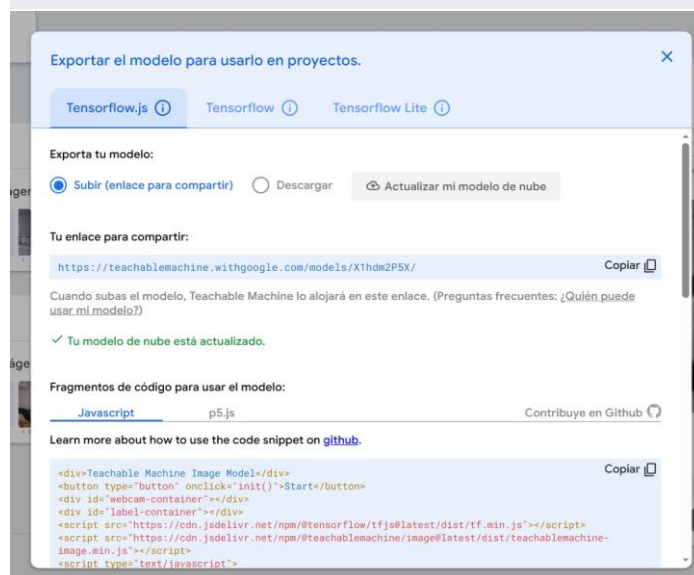 Exportar el modelo para usarlo en proyectos.
Tensorflow.js
Tensorflow
Tensorflow Lite
Exporta tu modelo:
Subir (enlace para compartir)
Descargar
Actualizar mi modelo de nube
Tu enlace para compartir:
https://teachablemachine.withgoogle.com/models/X1hdm2P5X/
Copiar
Cuando subas el modelo, Teachable Machine lo alojará en este enlace. (Preguntas frecuentes: ¿Quién puede
usar mi modelo?)
✓ Tu modelo de nube está actualizado.
Fragmentos de código para usar el modelo:
Javascript
p5.js
Contribuye en Github
Learn more about how to use the code snippet on github.
Copiar
<div>Teachable Machine Image Model</div>
<button type="button" onclick="init()">Start</button>
<div id="webcam-container"></div>
<div id="label-container"></div>
<script src="https://cdn.jsdelivr.net/npm/@tensorflow/tfjs@latest/dist/tf.min.js"></script>
<script src="https://cdn.jsdelivr.net/npm/@teachablemachine/image@latest/dist/teachablemachine-
image.min.js"></script>
<script type="text/javascript">